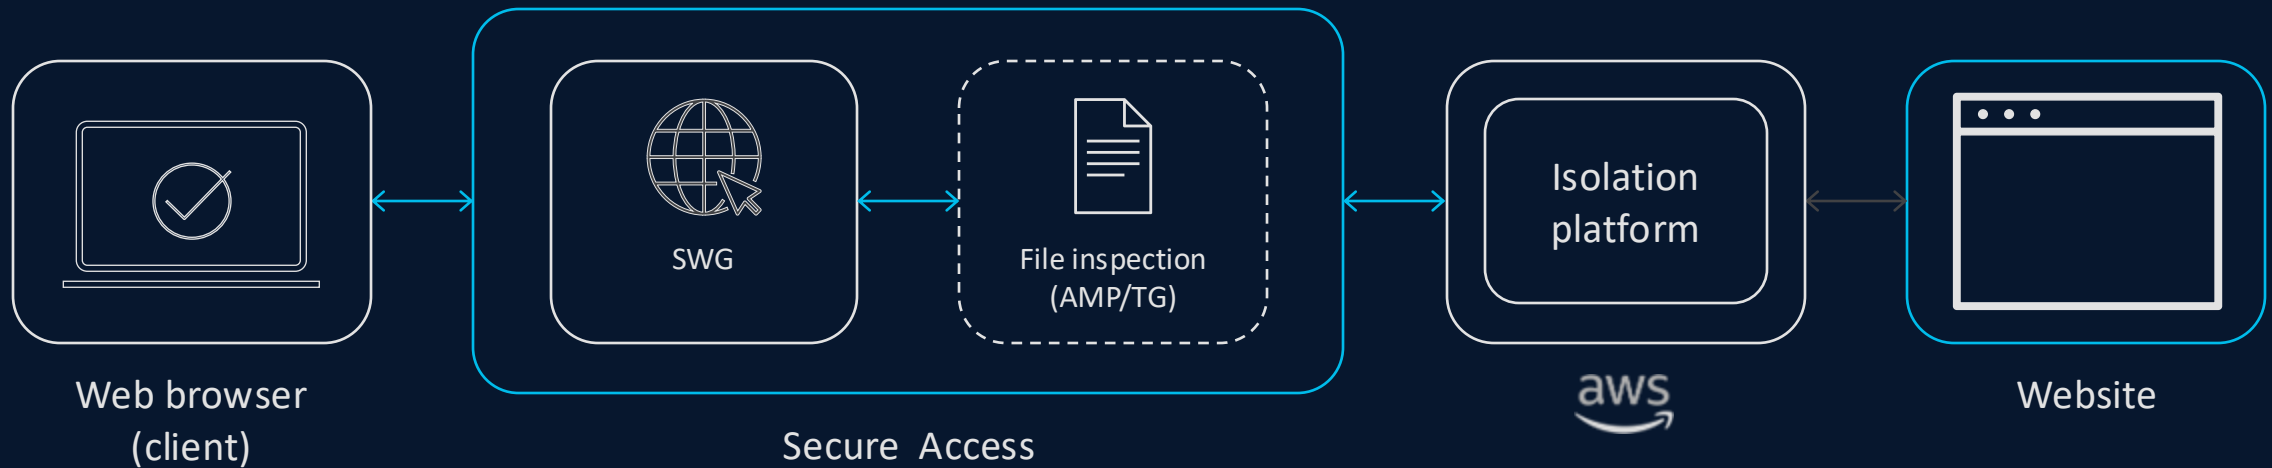 SWG
File inspection
(AMP/TG)
Isolation
platform
Web browser
(client)
Secure Access
aws
Website